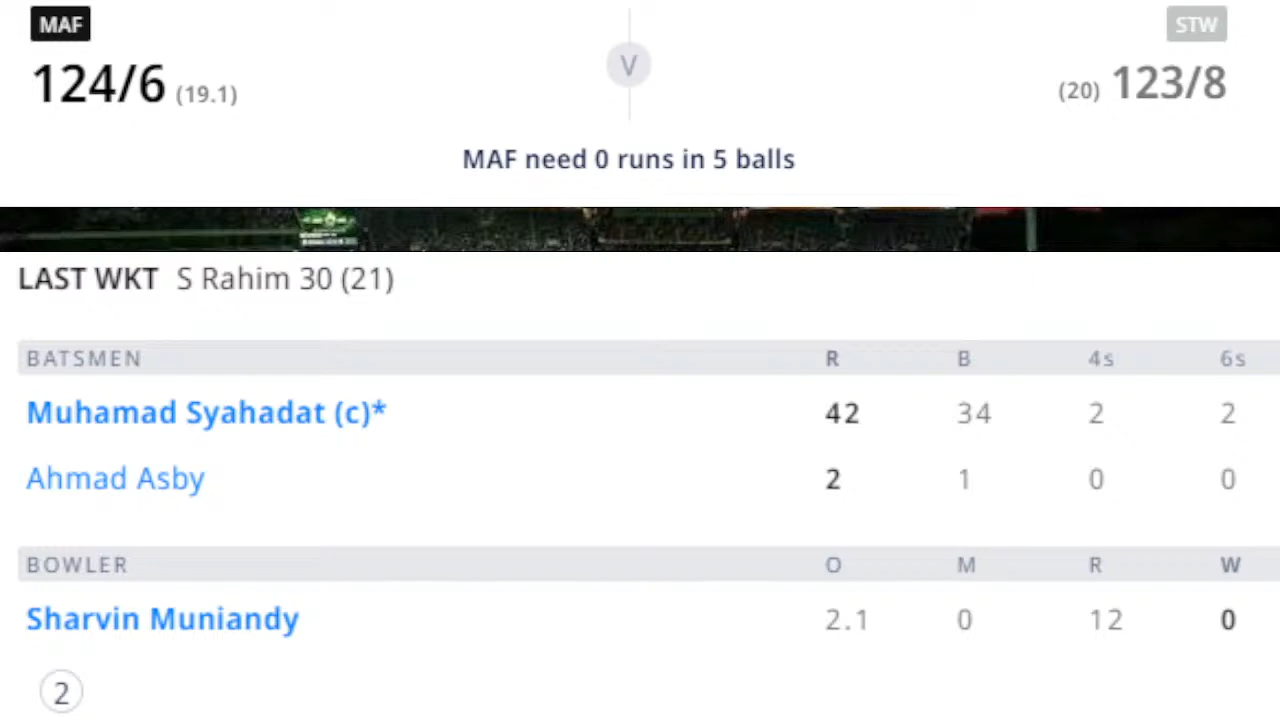 MAF STW
124/6 (19.1) V (20) 123/8
MAF need 0 runs in 5 balls
LAST WKT S Rahim 30 (21)
BATSMEN R B 4s 6s
Muhamad Syahadat (c)* 42 34 2 2
Ahmad Asby 2 1 0 0
BOWLER O M R W
Sharvin Muniandy 2.1 0 12 0
2